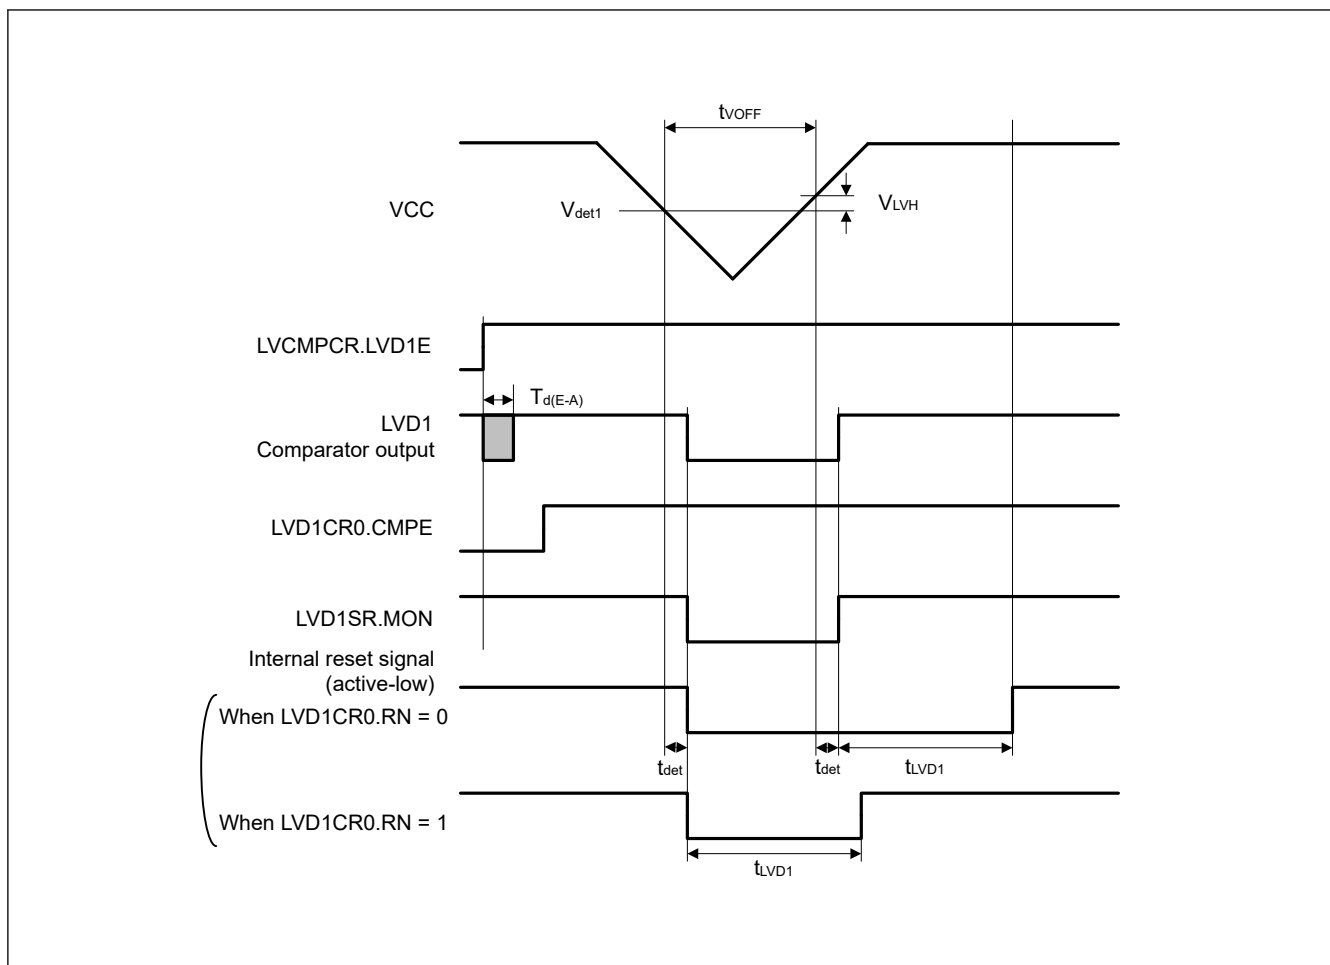 tVOFF
VCC
Vdet1
VLVH
LVCMPCR.LVD1E
Td(E-A)
LVD1
Comparator output
LVD1CR0.CMPE
LVD1SR.MON
Internal reset signal
(active-low)
When LVD1CR0.RN = 0
tdet
tdet
tLVD1
When LVD1CR0.RN = 1
tLVD1